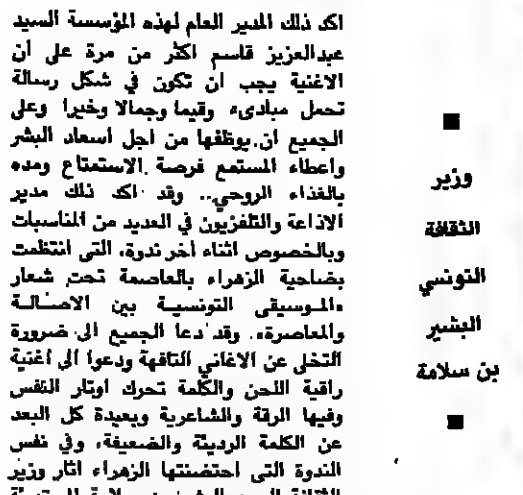 اكد ذلك المدير العام لهذه المؤسسة السيد
عبدالعزيز قاسم اكثر من مرة على أن
الاغنية يجب ان تكون في شكل رسالة
تحمل مبادىء وقيما وجمالا وخيرا وعلى
الجميع ان يوظفها من اجل اسعاد البشر
واعطاء المستمع فرصة الاستمتاع ومده
بالغذاء الروحي.. وقد اكد ذلك مدير
الاذاعة والتلفزيون في العديد من المناسبات
وبالخصوص اثناء أخر ندوة، التى انتظمت
بضاحية الزهراء بالعاصمة تحت شعار
«الموسيقى التونسية بين الاصالة
والمعاصرة». وقد دعا الجميع الى ضرورة
التخلى عن الاغاني التافهة ودعوا الى أغنية
راقية اللحن والكلمة تحرك اوتار النفس
وفيها الرقة والشاعرية وبعيدة كل البعد
عن الكلمة الرديئة والضعيفة، وفي نفس
الندوة التى احتضنتها الزهراء اثار وزير
وزير
الثقافة
التونسي
البشير
بن سلامة